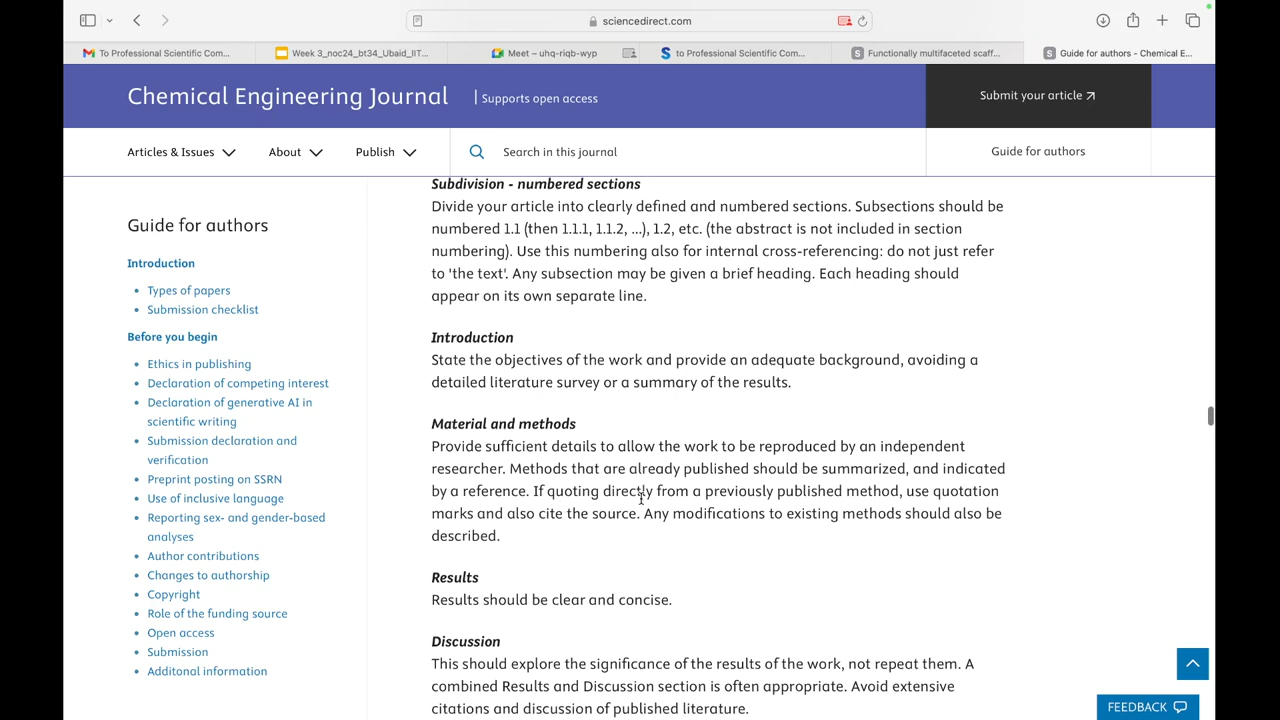 sciencedirect.com
To Professional Scientific Com...
Week 3_noc24_bt34_Ubaid_IIT...
Meet – uhq-riqb-wyp
to Professional Scientific Com...
Functionally multifaceted scaff...
Guide for authors - Chemical E...
Chemical Engineering Journal
Supports open access
Submit your article
Articles & Issues
About
Publish
Search in this journal
Guide for authors
Guide for authors
Introduction
• Types of papers
• Submission checklist
Before you begin
• Ethics in publishing
• Declaration of competing interest
• Declaration of generative AI in
scientific writing
• Submission declaration and
verification
• Preprint posting on SSRN
• Use of inclusive language
• Reporting sex- and gender-based
analyses
• Author contributions
• Changes to authorship
• Copyright
• Role of the funding source
• Open access
• Submission
• Additonal information
Subdivision - numbered sections
Divide your article into clearly defined and numbered sections. Subsections should be
numbered 1.1 (then 1.1.1, 1.1.2, ...), 1.2, etc. (the abstract is not included in section
numbering). Use this numbering also for internal cross-referencing: do not just refer
to 'the text'. Any subsection may be given a brief heading. Each heading should
appear on its own separate line.
Introduction
State the objectives of the work and provide an adequate background, avoiding a
detailed literature survey or a summary of the results.
Material and methods
Provide sufficient details to allow the work to be reproduced by an independent
researcher. Methods that are already published should be summarized, and indicated
by a reference. If quoting directly from a previously published method, use quotation
marks and also cite the source. Any modifications to existing methods should also be
described.
Results
Results should be clear and concise.
Discussion
This should explore the significance of the results of the work, not repeat them. A
combined Results and Discussion section is often appropriate. Avoid extensive
citations and discussion of published literature.
FEEDBACK